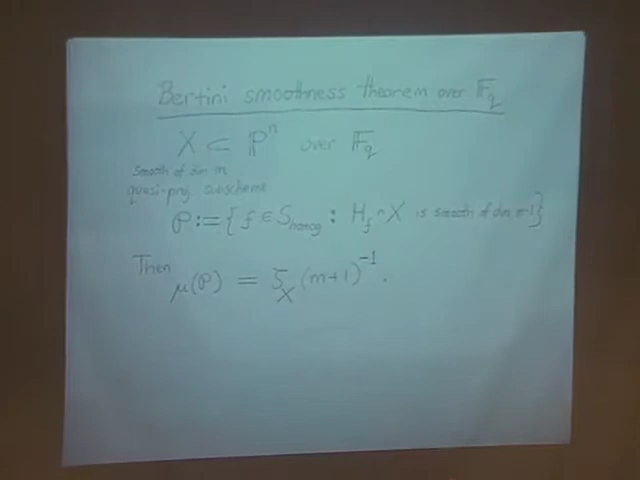 Bertini smoothness theorem over 𝔽_q
X ⊂ ℙ^n over 𝔽_q
smooth of dim m
quasi-proj. subscheme
𝒫 := { f ∈ S_homog : H_f ∩ X is smooth of dim m-1 }
Then
μ(𝒫) = ζ_X (m+1)^{-1}.